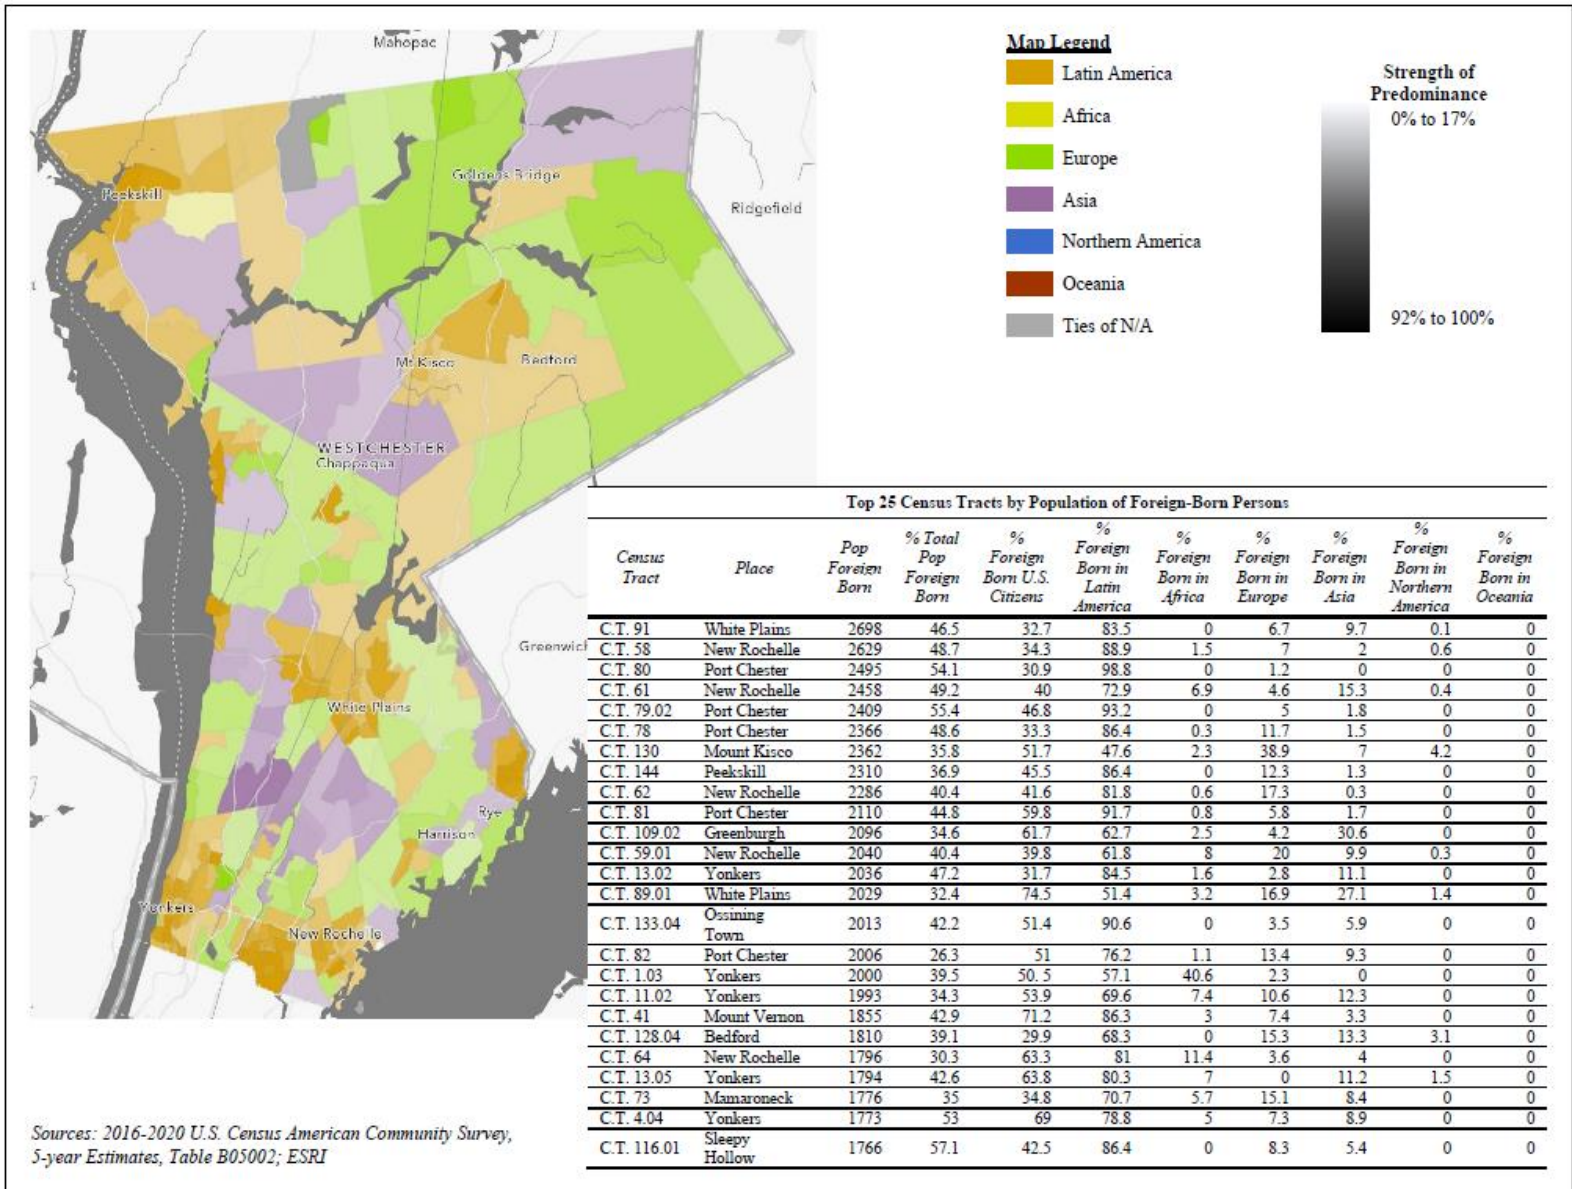 Mahopac
Peekskill
Goldens Bridge
Ridgefield
Mt Kisco
Bedford
WESTCHESTER
Chappaqua
Greenwich
White Plains
Rye
Harrison
Yonkers
New Rochelle
Map Legend
Latin America
Africa
Europe
Asia
Northern America
Oceania
Ties of N/A
Strength of
Predominance
0% to 17%
92% to 100%
Top 25 Census Tracts by Population of Foreign-Born Persons
Census Tract Place Pop Foreign Born % Total Pop Foreign Born % Foreign Born U.S. Citizens % Foreign Born in Latin America % Foreign Born in Africa % Foreign Born in Europe % Foreign Born in Asia % Foreign Born in Northern America % Foreign Born in Oceania
C.T. 91 White Plains 2698 46.5 32.7 83.5 0 6.7 9.7 0.1 0
C.T. 58 New Rochelle 2629 48.7 34.3 88.9 1.5 7 2 0.6 0
C.T. 80 Port Chester 2495 54.1 30.9 98.8 0 1.2 0 0 0
C.T. 61 New Rochelle 2458 49.2 40 72.9 6.9 4.6 15.3 0.4 0
C.T. 79.02 Port Chester 2409 55.4 46.8 93.2 0 5 1.8 0 0
C.T. 78 Port Chester 2366 48.6 33.3 86.4 0.3 11.7 1.5 0 0
C.T. 130 Mount Kisco 2362 35.8 51.7 47.6 2.3 38.9 7 4.2 0
C.T. 144 Peekskill 2310 36.9 45.5 86.4 0 12.3 1.3 0 0
C.T. 62 New Rochelle 2286 40.4 41.6 81.8 0.6 17.3 0.3 0 0
C.T. 81 Port Chester 2110 44.8 59.8 91.7 0.8 5.8 1.7 0 0
C.T. 109.02 Greenburgh 2096 34.6 61.7 62.7 2.5 4.2 30.6 0 0
C.T. 59.01 New Rochelle 2040 40.4 39.8 61.8 8 20 9.9 0.3 0
C.T. 13.02 Yonkers 2036 47.2 31.7 84.5 1.6 2.8 11.1 0 0
C.T. 89.01 White Plains 2029 32.4 74.5 51.4 3.2 16.9 27.1 1.4 0
C.T. 133.04 Ossining Town 2013 42.2 51.4 90.6 0 3.5 5.9 0 0
C.T. 82 Port Chester 2006 26.3 51 76.2 1.1 13.4 9.3 0 0
C.T. 1.03 Yonkers 2000 39.5 50. 5 57.1 40.6 2.3 0 0 0
C.T. 11.02 Yonkers 1993 34.3 53.9 69.6 7.4 10.6 12.3 0 0
C.T. 41 Mount Vernon 1855 42.9 71.2 86.3 3 7.4 3.3 0 0
C.T. 128.04 Bedford 1810 39.1 29.9 68.3 0 15.3 13.3 3.1 0
C.T. 64 New Rochelle 1796 30.3 63.3 81 11.4 3.6 4 0 0
C.T. 13.05 Yonkers 1794 42.6 63.8 80.3 7 0 11.2 1.5 0
C.T. 73 Mamaroneck 1776 35 34.8 70.7 5.7 15.1 8.4 0 0
C.T. 4.04 Yonkers 1773 53 69 78.8 5 7.3 8.9 0 0
C.T. 116.01 Sleepy Hollow 1766 57.1 42.5 86.4 0 8.3 5.4 0 0
Sources: 2016-2020 U.S. Census American Community Survey,
5-year Estimates, Table B05002; ESRI